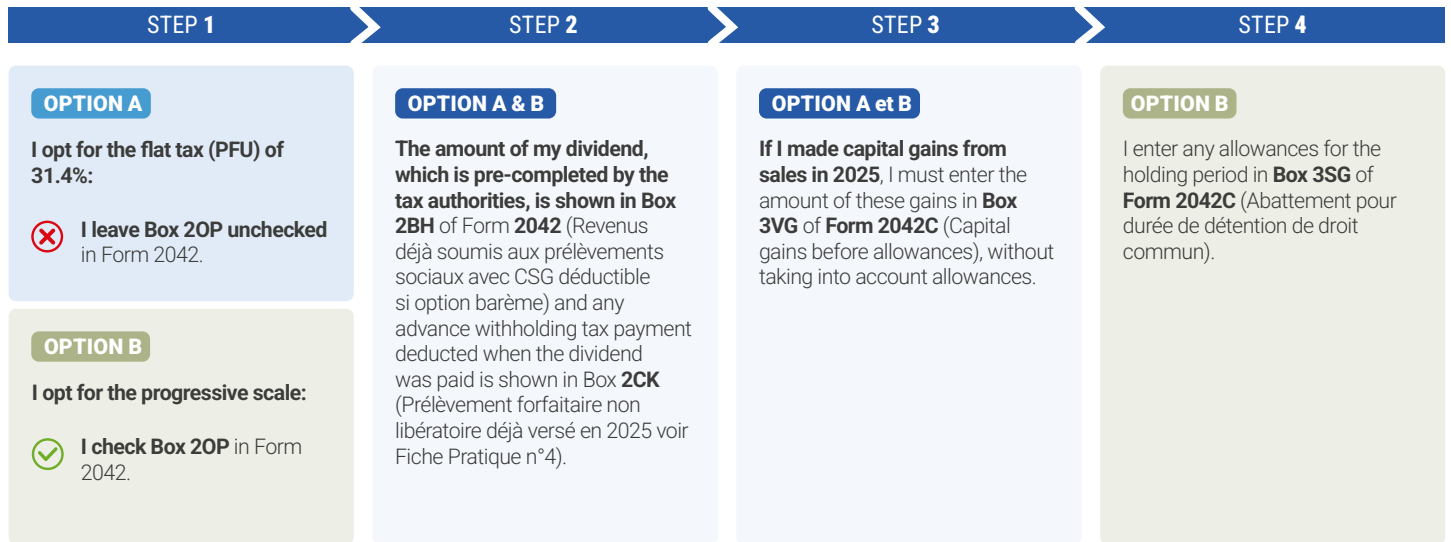 STEP 1
STEP 2
STEP 3
STEP 4
OPTION A
I opt for the flat tax (PFU) of
31.4%:
I leave Box 2OP unchecked
in Form 2042.
OPTION B
I opt for the progressive scale:
I check Box 2OP in Form
2042.
OPTION A & B
The amount of my dividend,
which is pre-completed by the
tax authorities, is shown in Box
2BH of Form 2042 (Revenus
déjà soumis aux prélèvements
sociaux avec CSG déductible
si option barème) and any
advance withholding tax payment
deducted when the dividend
was paid is shown in Box 2CK
(Prélèvement forfaitaire non
libératoire déjà versé en 2025 voir
Fiche Pratique n°4).
OPTION A et B
If I made capital gains from
sales in 2025, I must enter the
amount of these gains in Box
3VG of Form 2042C (Capital
gains before allowances), without
taking into account allowances.
OPTION B
I enter any allowances for the
holding period in Box 3SG of
Form 2042C (Abattement pour
durée de détention de droit
commun).